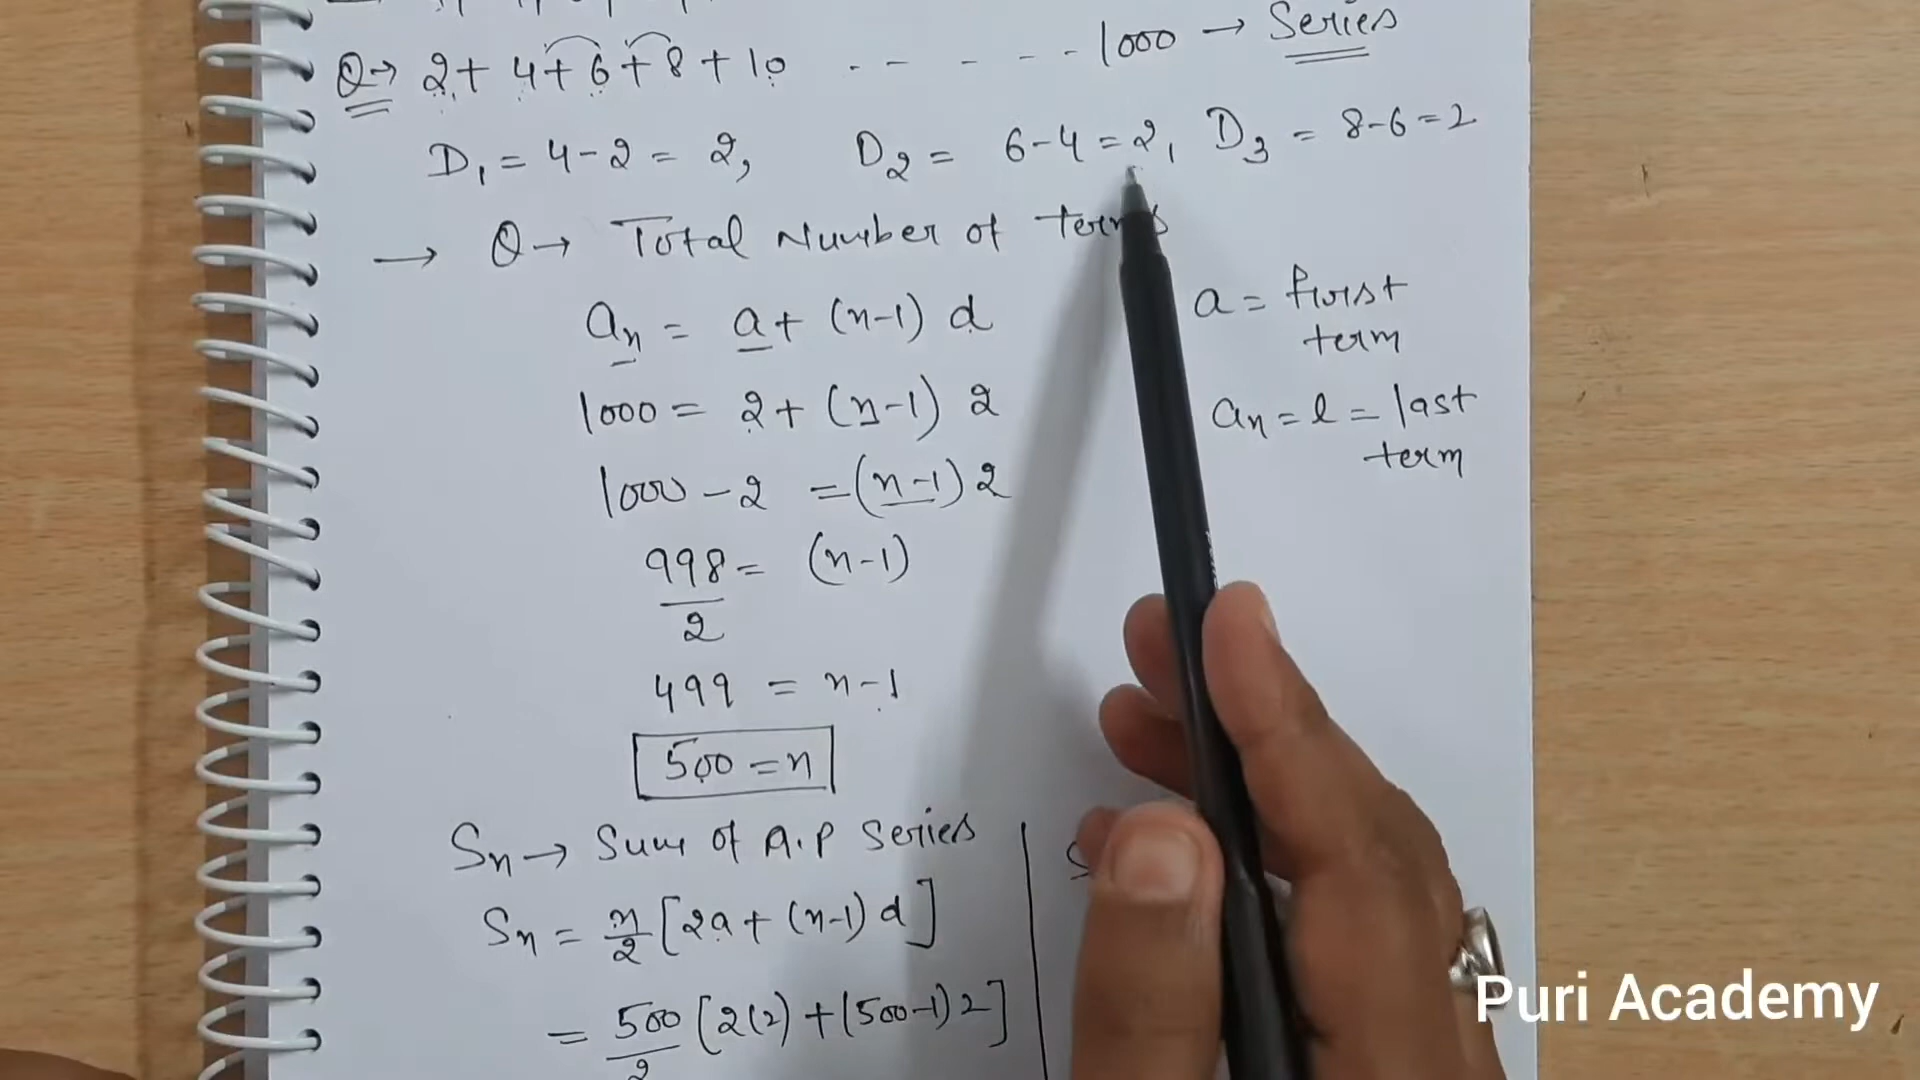 Q→ 2+ 4+6+8+10 - - - - - 1000 → Series
D₁ = 4-2 = 2, D₂ = 6-4=2, D₃ = 8-6=2
→ Q→ Total Number of terms
aₙ = a+ (n-1) d
a = first term
1000 = 2+ (n-1) 2
aₙ = l = last term
1000 - 2 = (n-1) 2
998/2 = (n-1)
499 = n-1
500 = n
Sₙ → Sum of A.P Series
Sₙ = n/2 [2a+ (n-1) d]
= 500/2 [2(2) + (500-1) 2]
Puri Academy